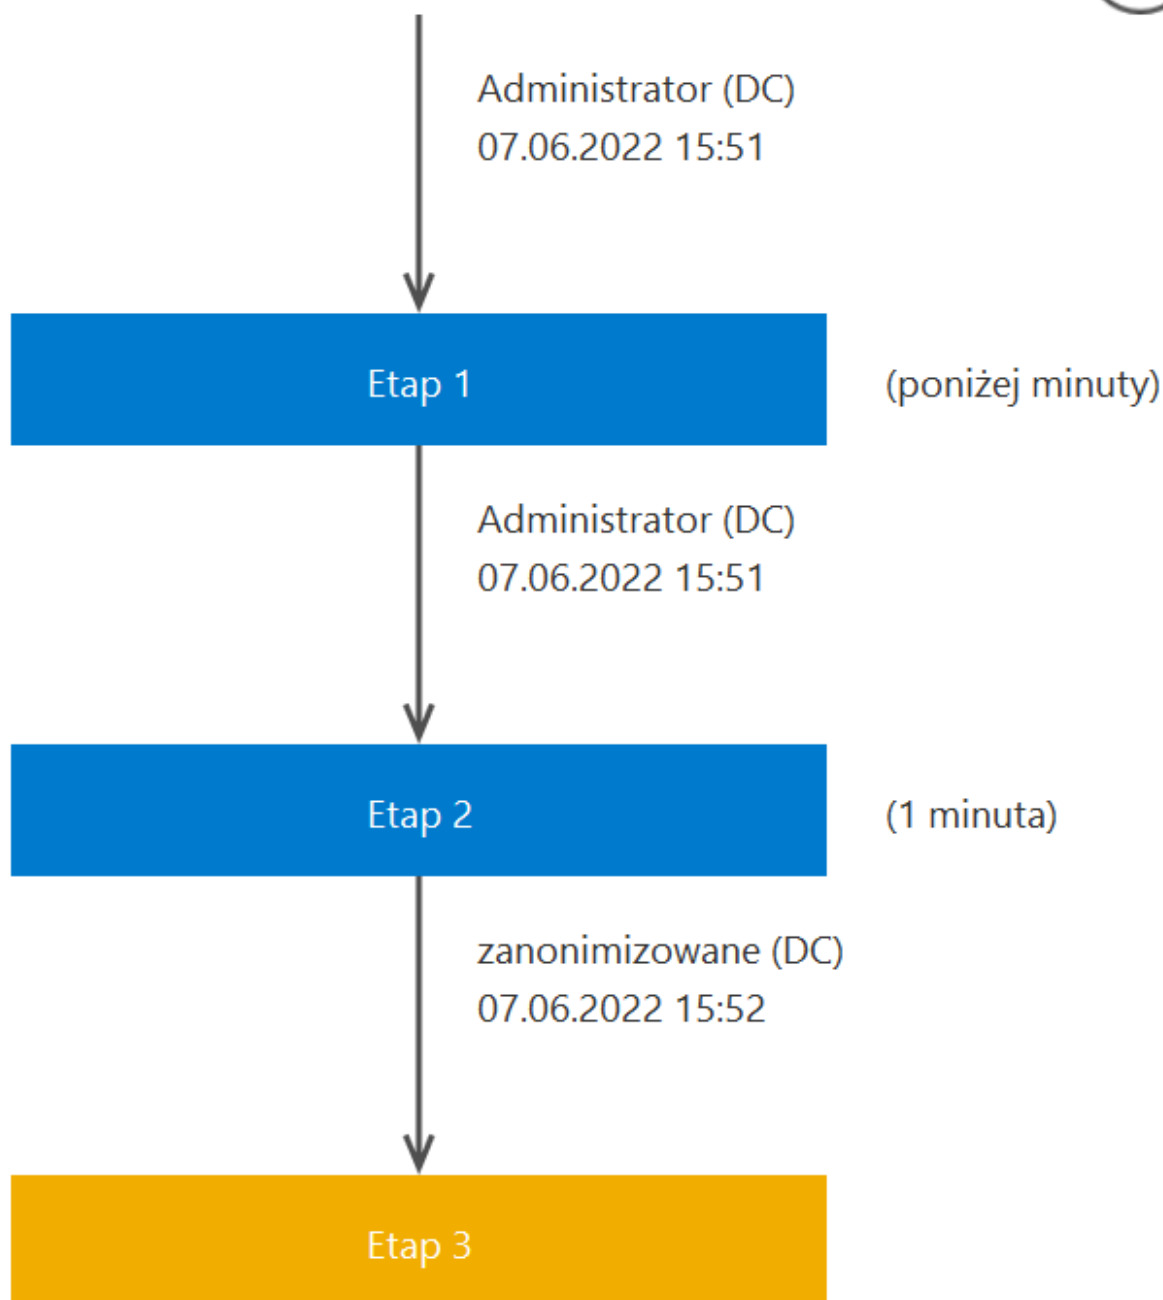 Administrator (DC)
07.06.2022 15:51
Etap 1
(poniżej minuty)
Administrator (DC)
07.06.2022 15:51
Etap 2
(1 minuta)
zanonimizowane (DC)
07.06.2022 15:52
Etap 3